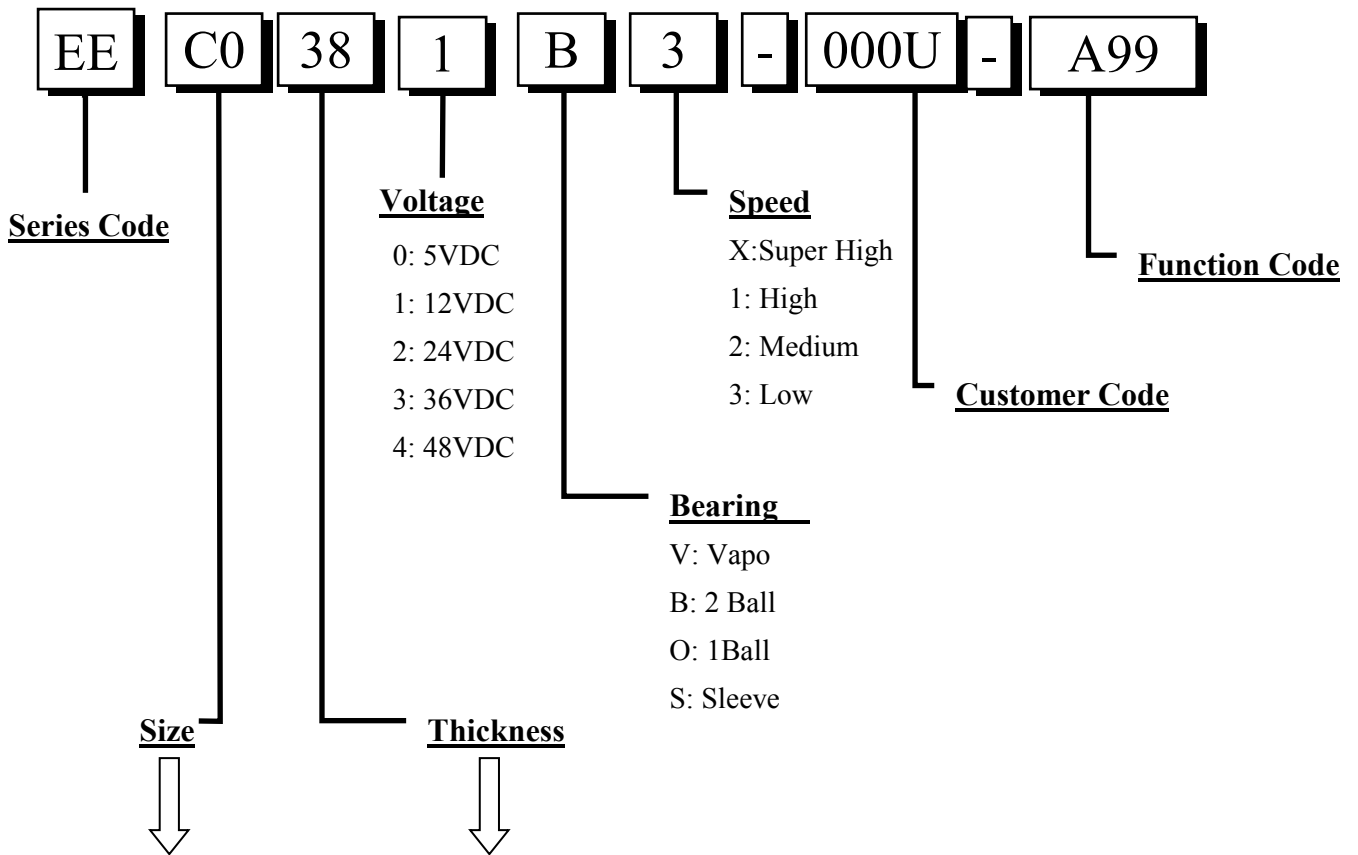 EE C0 38 1 B 3 - 000U - A99
Series Code
Voltage
0: 5VDC
1: 12VDC
2: 24VDC
3: 36VDC
4: 48VDC
Speed
X:Super High
1: High
2: Medium
3: Low
Function Code
Customer Code
Bearing
V: Vapo
B: 2 Ball
O: 1Ball
S: Sleeve
Size
Thickness